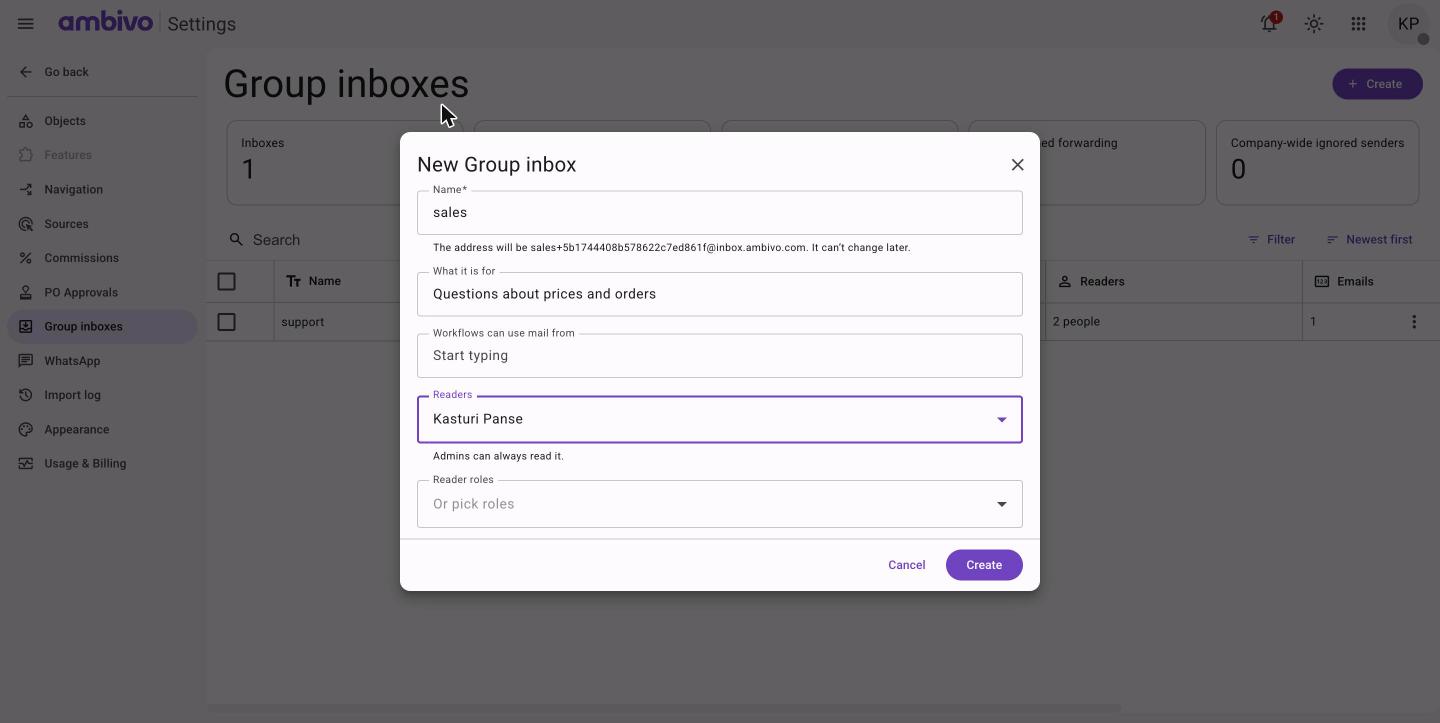 ambivo
Settings
1
KP
Go back
Objects
Features
Navigation
Sources
Commissions
PO Approvals
Group inboxes
WhatsApp
Import log
Appearance
Usage & Billing
Group inboxes
+ Create
Inboxes
1
ed forwarding
Company-wide ignored senders
0
Search
Filter
Newest first
Name
Readers
Emails
support
2 people
1
New Group inbox
Name*
sales
The address will be sales+5b1744408b578622c7ed861f@inbox.ambivo.com. It can’t change later.
What it is for
Questions about prices and orders
Workflows can use mail from
Start typing
Readers
Kasturi Panse
Admins can always read it.
Reader roles
Or pick roles
Cancel
Create